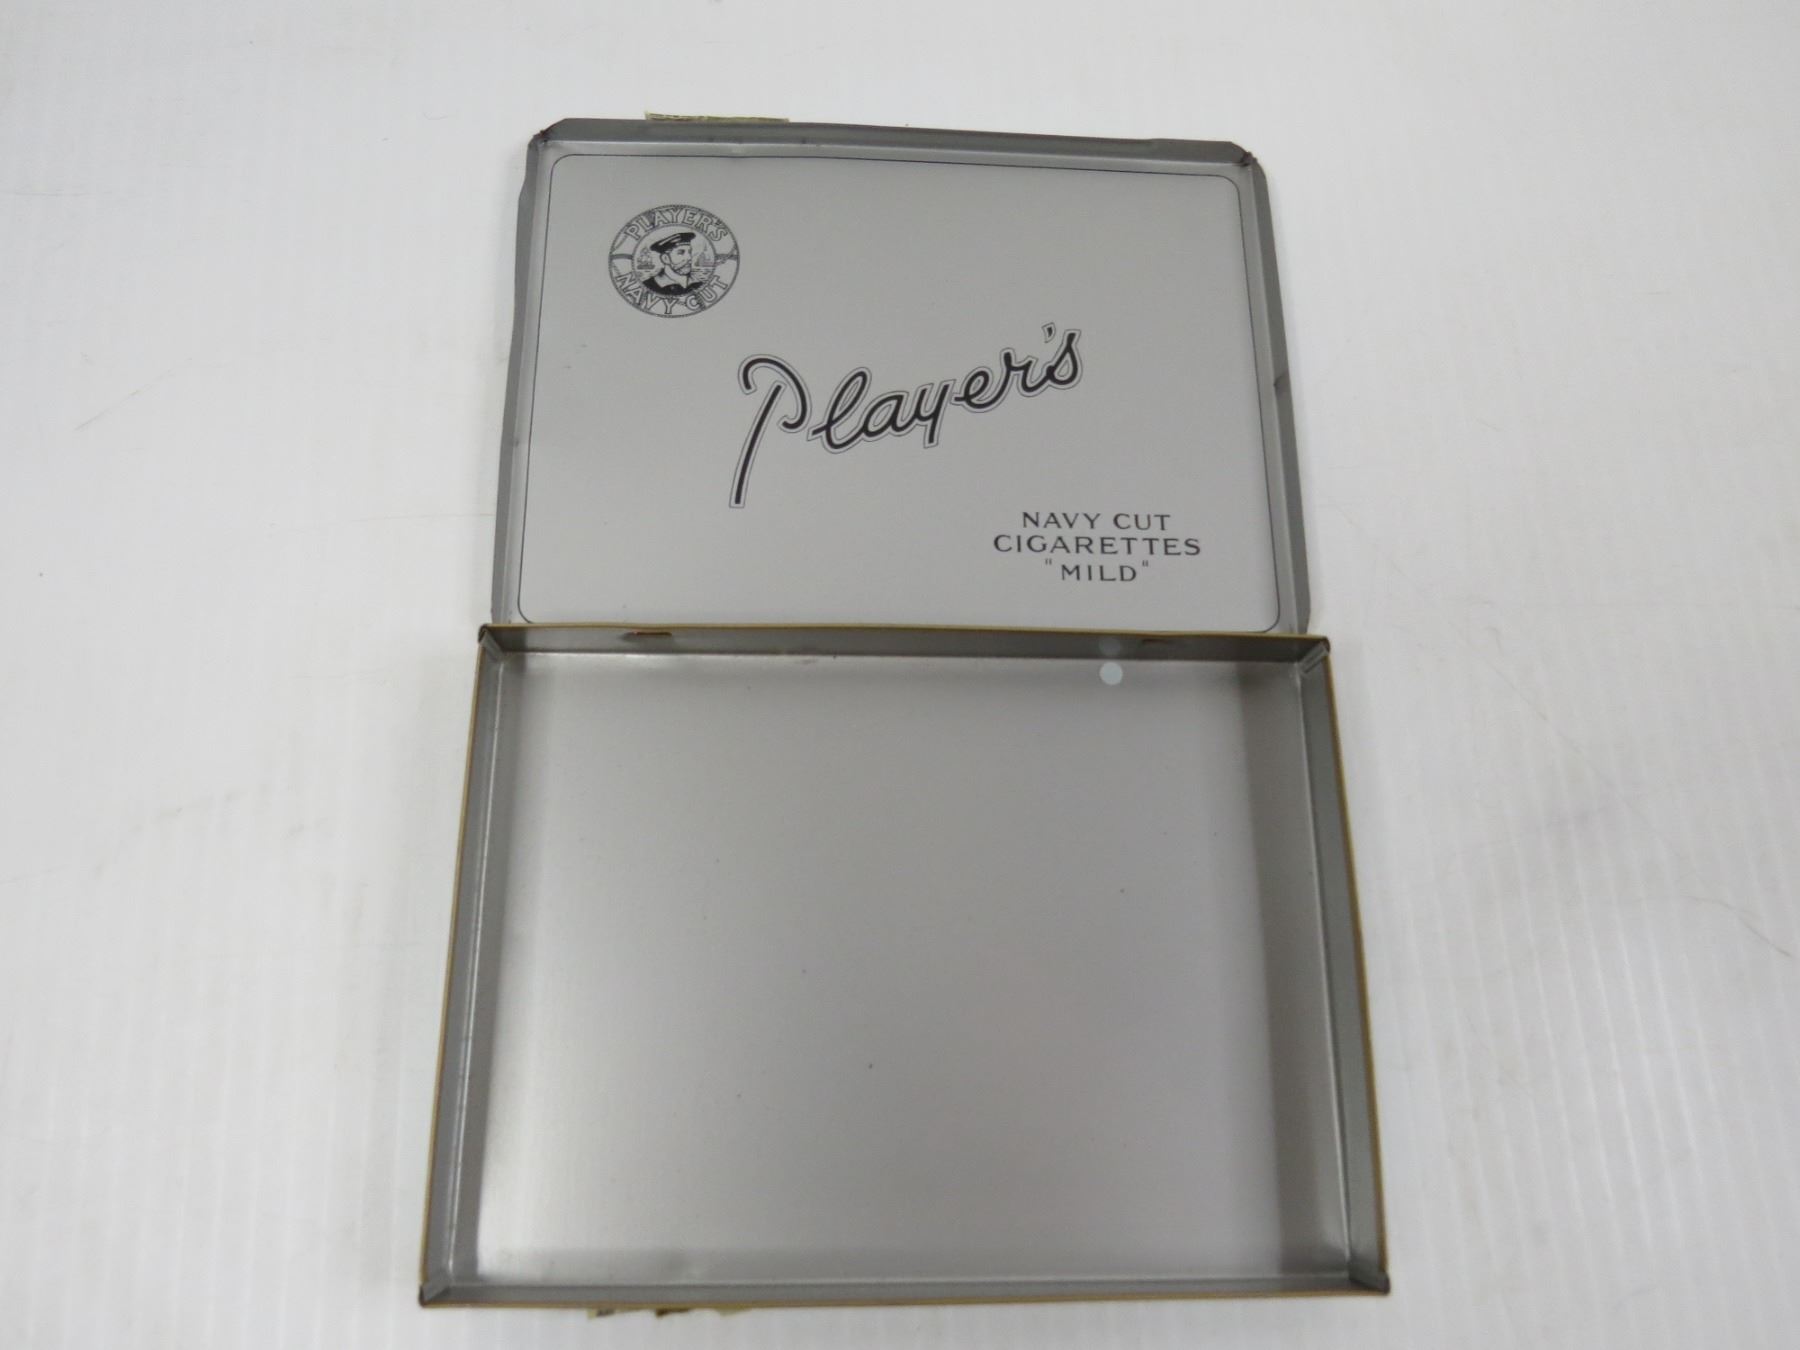 PLAYER'S
NAVY CUT
Player's
NAVY CUT
CIGARETTES
"MILD"